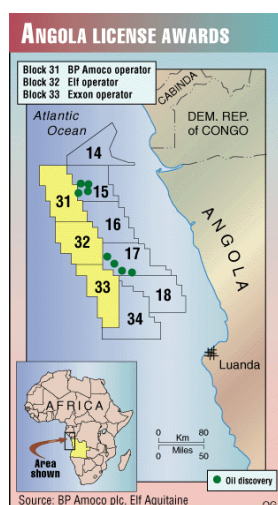 ANGOLA LICENSE AWARDS
Block 31 BP Amoco operator
Block 32 Elf operator
Block 33 Exxon operator
CABINDA
Atlantic
Ocean
DEM. REP.
of CONGO
14
15
31
16
ANGOLA
32
17
33
18
34
Luanda
AFRICA
Area
shown
0 80
Km
Miles
0 50
Oil discovery
Source: BP Amoco plc, Elf Aquitaine